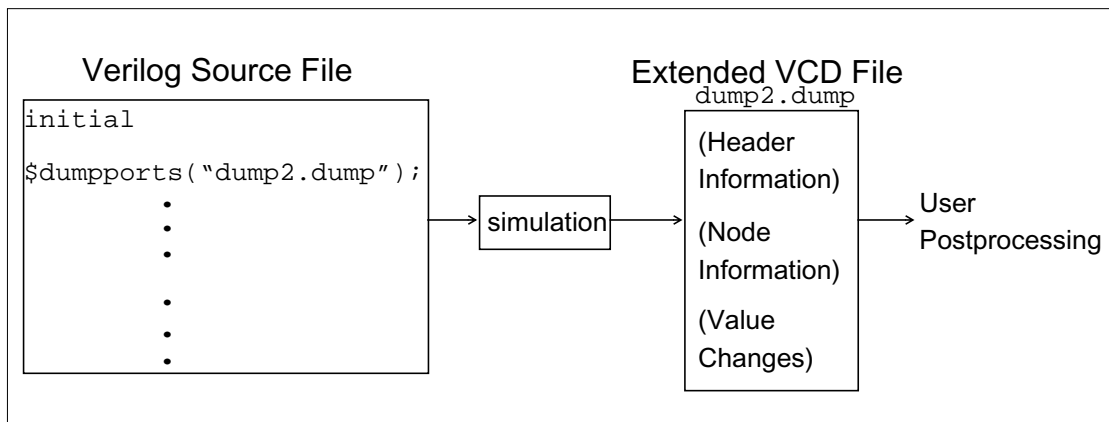 Verilog Source File
initial
$dumpports(“dump2.dump”);
simulation
Extended VCD File
dump2.dump
(Header
Information)
(Node
Information)
(Value
Changes)
User
Postprocessing